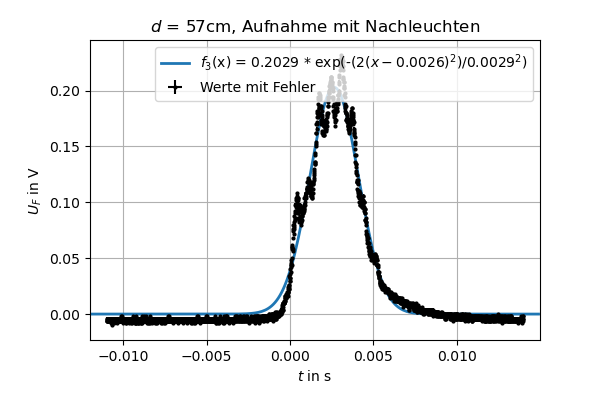 d = 57cm, Aufnahme mit Nachleuchten
f₃(x) = 0.2029 * exp(-(2(x − 0.0026)²)/0.0029²)
Werte mit Fehler
0.20
0.15
0.10
0.05
0.00
U_F in V
−0.010 −0.005 0.000 0.005 0.010
t in s